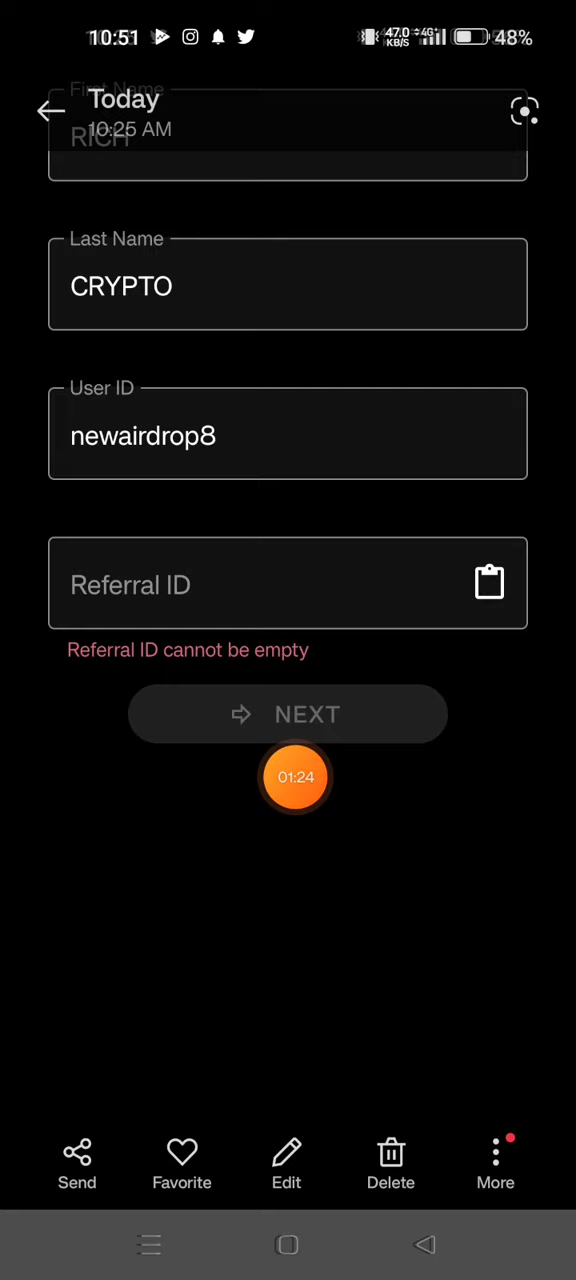 10:51
47.0
KB/S
4G+
48%
First Name
Today
10:25 AM
RICH
Last Name
CRYPTO
User ID
newairdrop8
Referral ID
Referral ID cannot be empty
NEXT
01:24
Send
Favorite
Edit
Delete
More